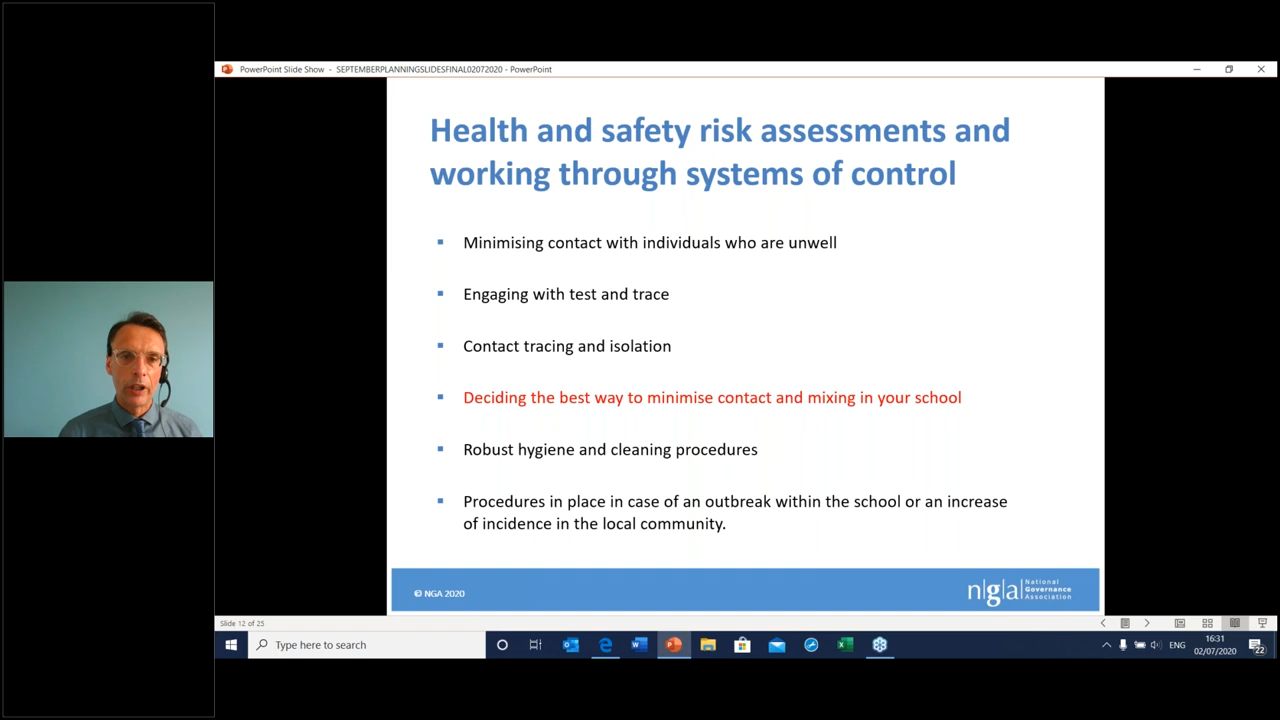 PowerPoint Slide Show - SEPTEMBERPLANNINGSLIDESFINAL02072020 - PowerPoint
Health and safety risk assessments and
working through systems of control
Minimising contact with individuals who are unwell
Engaging with test and trace
Contact tracing and isolation
Deciding the best way to minimise contact and mixing in your school
Robust hygiene and cleaning procedures
Procedures in place in case of an outbreak within the school or an increase
of incidence in the local community.
© NGA 2020
n|g|a National
Governance
Association
Slide 12 of 25
Type here to search
ENG
16:31
02/07/2020
22